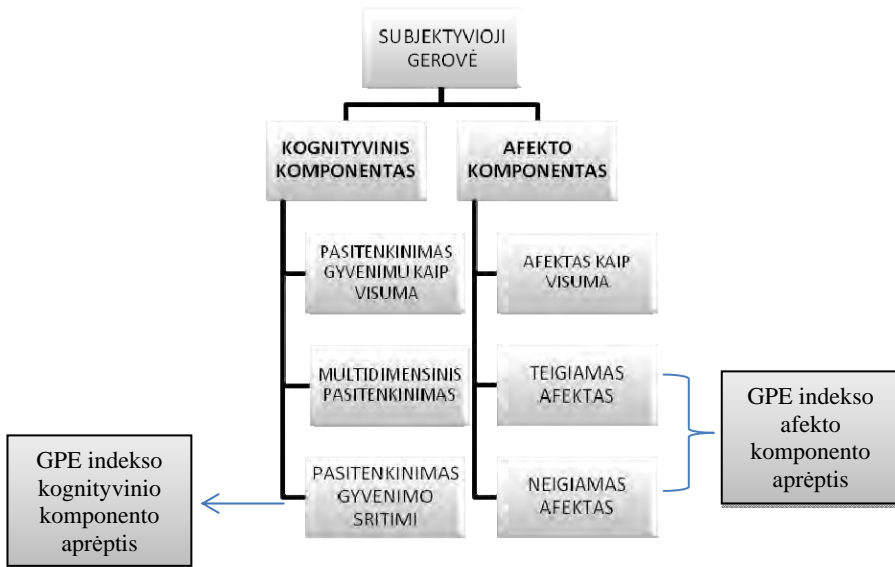 SUBJEKTYVIOJI
GEROVĖ
KOGNITYVINIS
KOMPONENTAS
AFEKTO
KOMPONENTAS
PASITENKINIMAS
GYVENIMU KAIP
VISUMA
AFEKTAS KAIP
VISUMA
MULTIDIMENSINIS
PASITENKINIMAS
TEIGIAMAS
AFEKTAS
GPE indekso
afekto
komponento
aprėptis
GPE indekso
kognityvinio
komponento
aprėptis
PASITENKINIMAS
GYVENIMO
SRITIMI
NEIGIAMAS
AFEKTAS